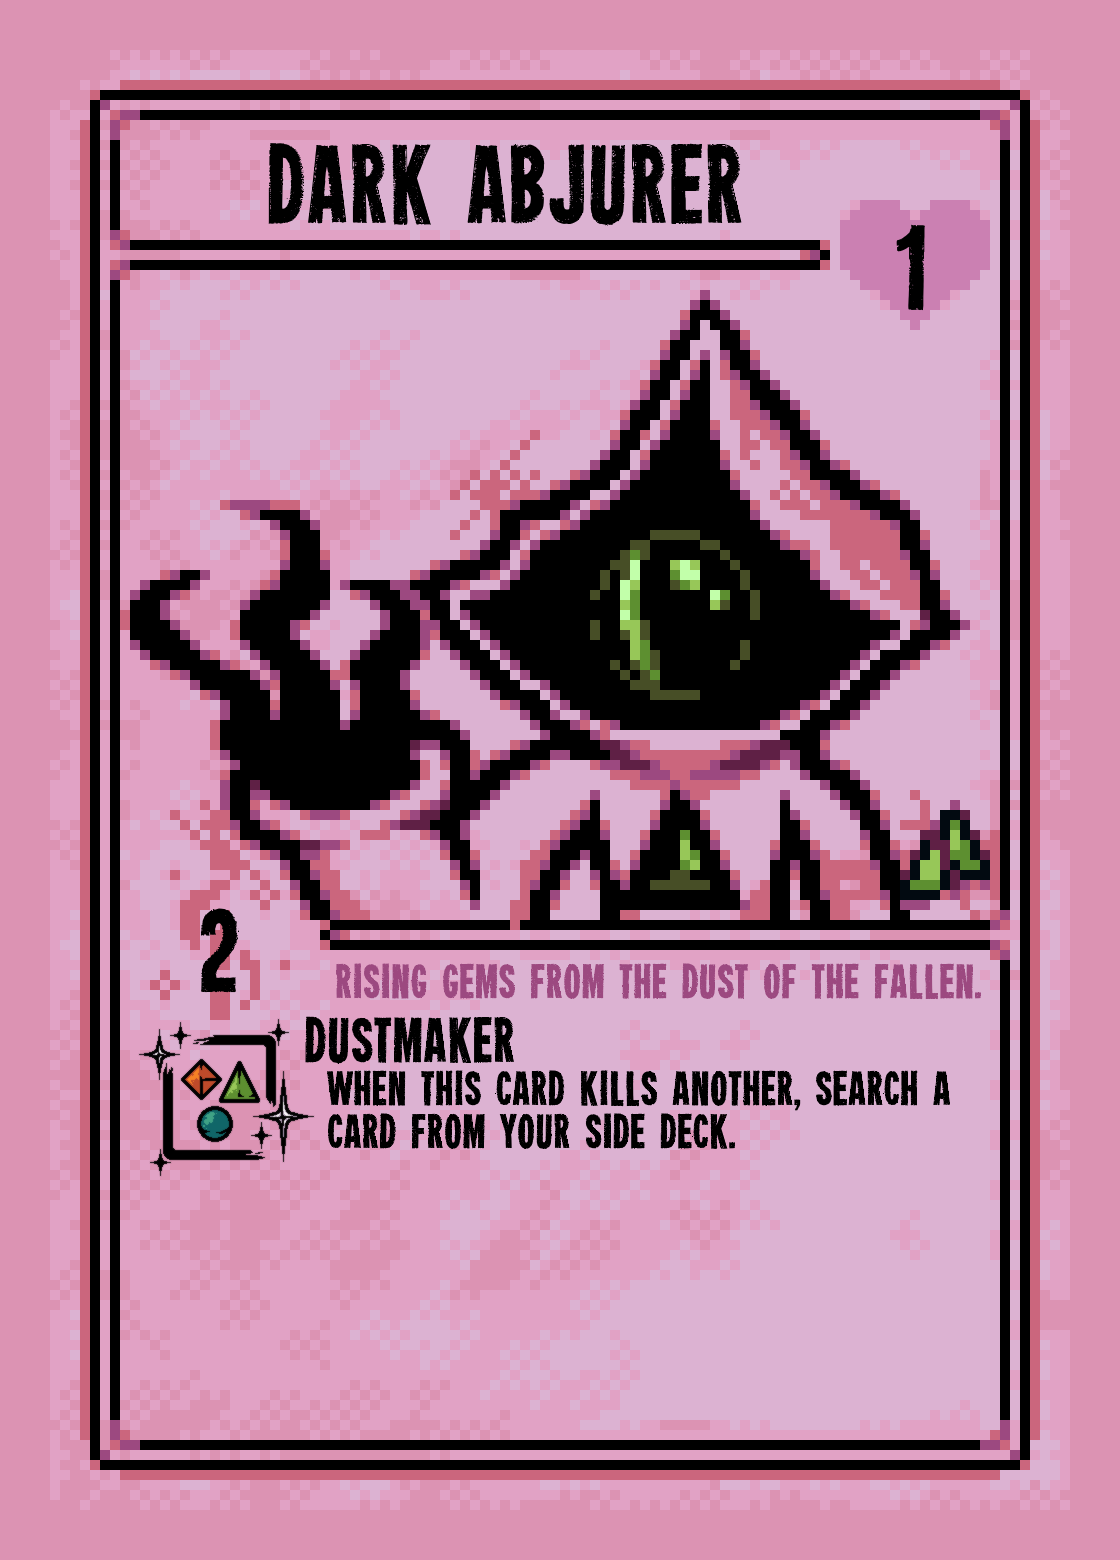 DARK ABJURER
1
2
RISING GEMS FROM THE DUST OF THE FALLEN.
DUSTMAKER
WHEN THIS CARD KILLS ANOTHER, SEARCH A
CARD FROM YOUR SIDE DECK.